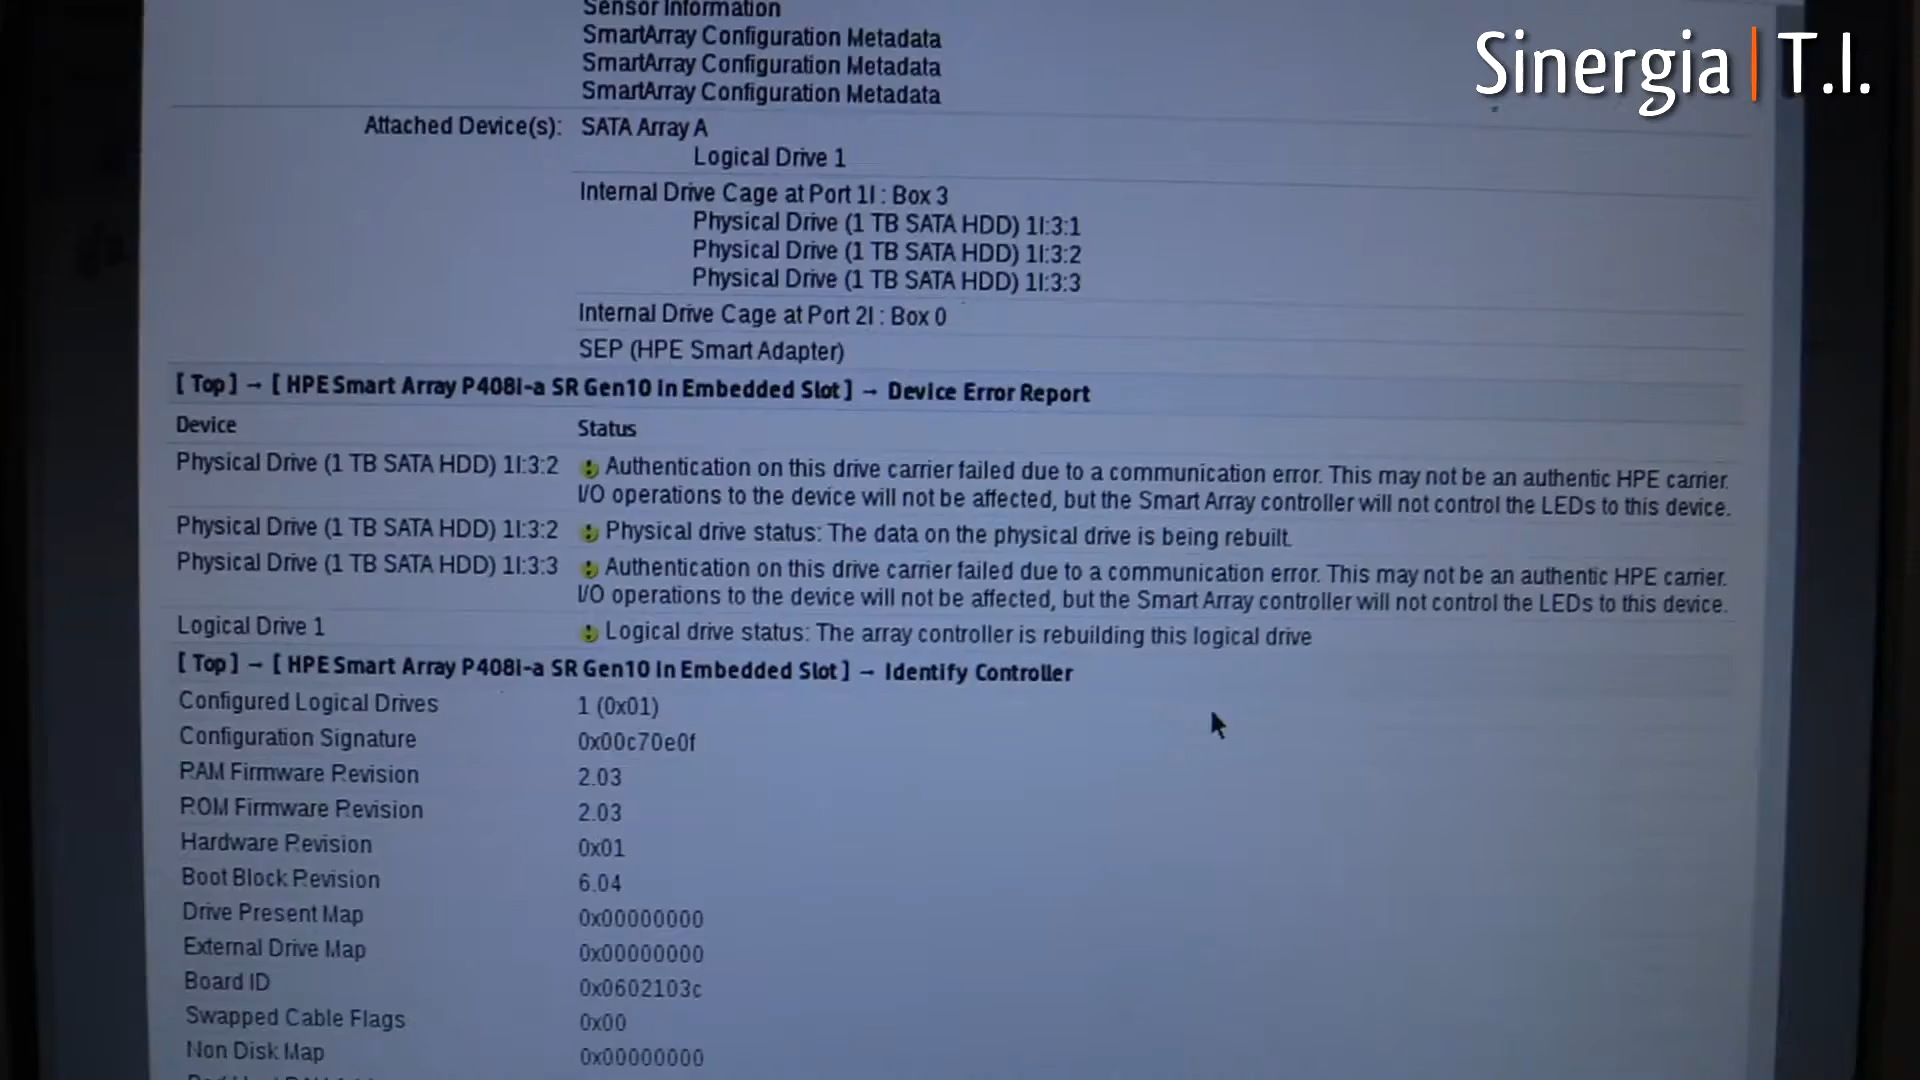 Sensor Information
SmartArray Configuration Metadata
SmartArray Configuration Metadata
SmartArray Configuration Metadata
Sinergia|T.I.
Attached Device(s): SATA Array A
Logical Drive 1
Internal Drive Cage at Port 1I : Box 3
Physical Drive (1 TB SATA HDD) 1I:3:1
Physical Drive (1 TB SATA HDD) 1I:3:2
Physical Drive (1 TB SATA HDD) 1I:3:3
Internal Drive Cage at Port 2I : Box 0
SEP (HPE Smart Adapter)
[ Top ] → [ HPE Smart Array P408i-a SR Gen10 in Embedded Slot ] → Device Error Report
Device Status
Physical Drive (1 TB SATA HDD) 1I:3:2 Authentication on this drive carrier failed due to a communication error. This may not be an authentic HPE carrier.
I/O operations to the device will not be affected, but the Smart Array controller will not control the LEDs to this device.
Physical Drive (1 TB SATA HDD) 1I:3:2 Physical drive status: The data on the physical drive is being rebuilt.
Physical Drive (1 TB SATA HDD) 1I:3:3 Authentication on this drive carrier failed due to a communication error. This may not be an authentic HPE carrier.
I/O operations to the device will not be affected, but the Smart Array controller will not control the LEDs to this device.
Logical Drive 1 Logical drive status: The array controller is rebuilding this logical drive
[ Top ] → [ HPE Smart Array P408i-a SR Gen10 in Embedded Slot ] → Identify Controller
Configured Logical Drives 1 (0x01)
Configuration Signature 0x00c70e0f
RAM Firmware Revision 2.03
ROM Firmware Revision 2.03
Hardware Revision 0x01
Boot Block Revision 6.04
Drive Present Map 0x00000000
External Drive Map 0x00000000
Board ID 0x0602103c
Swapped Cable Flags 0x00
Non Disk Map 0x00000000